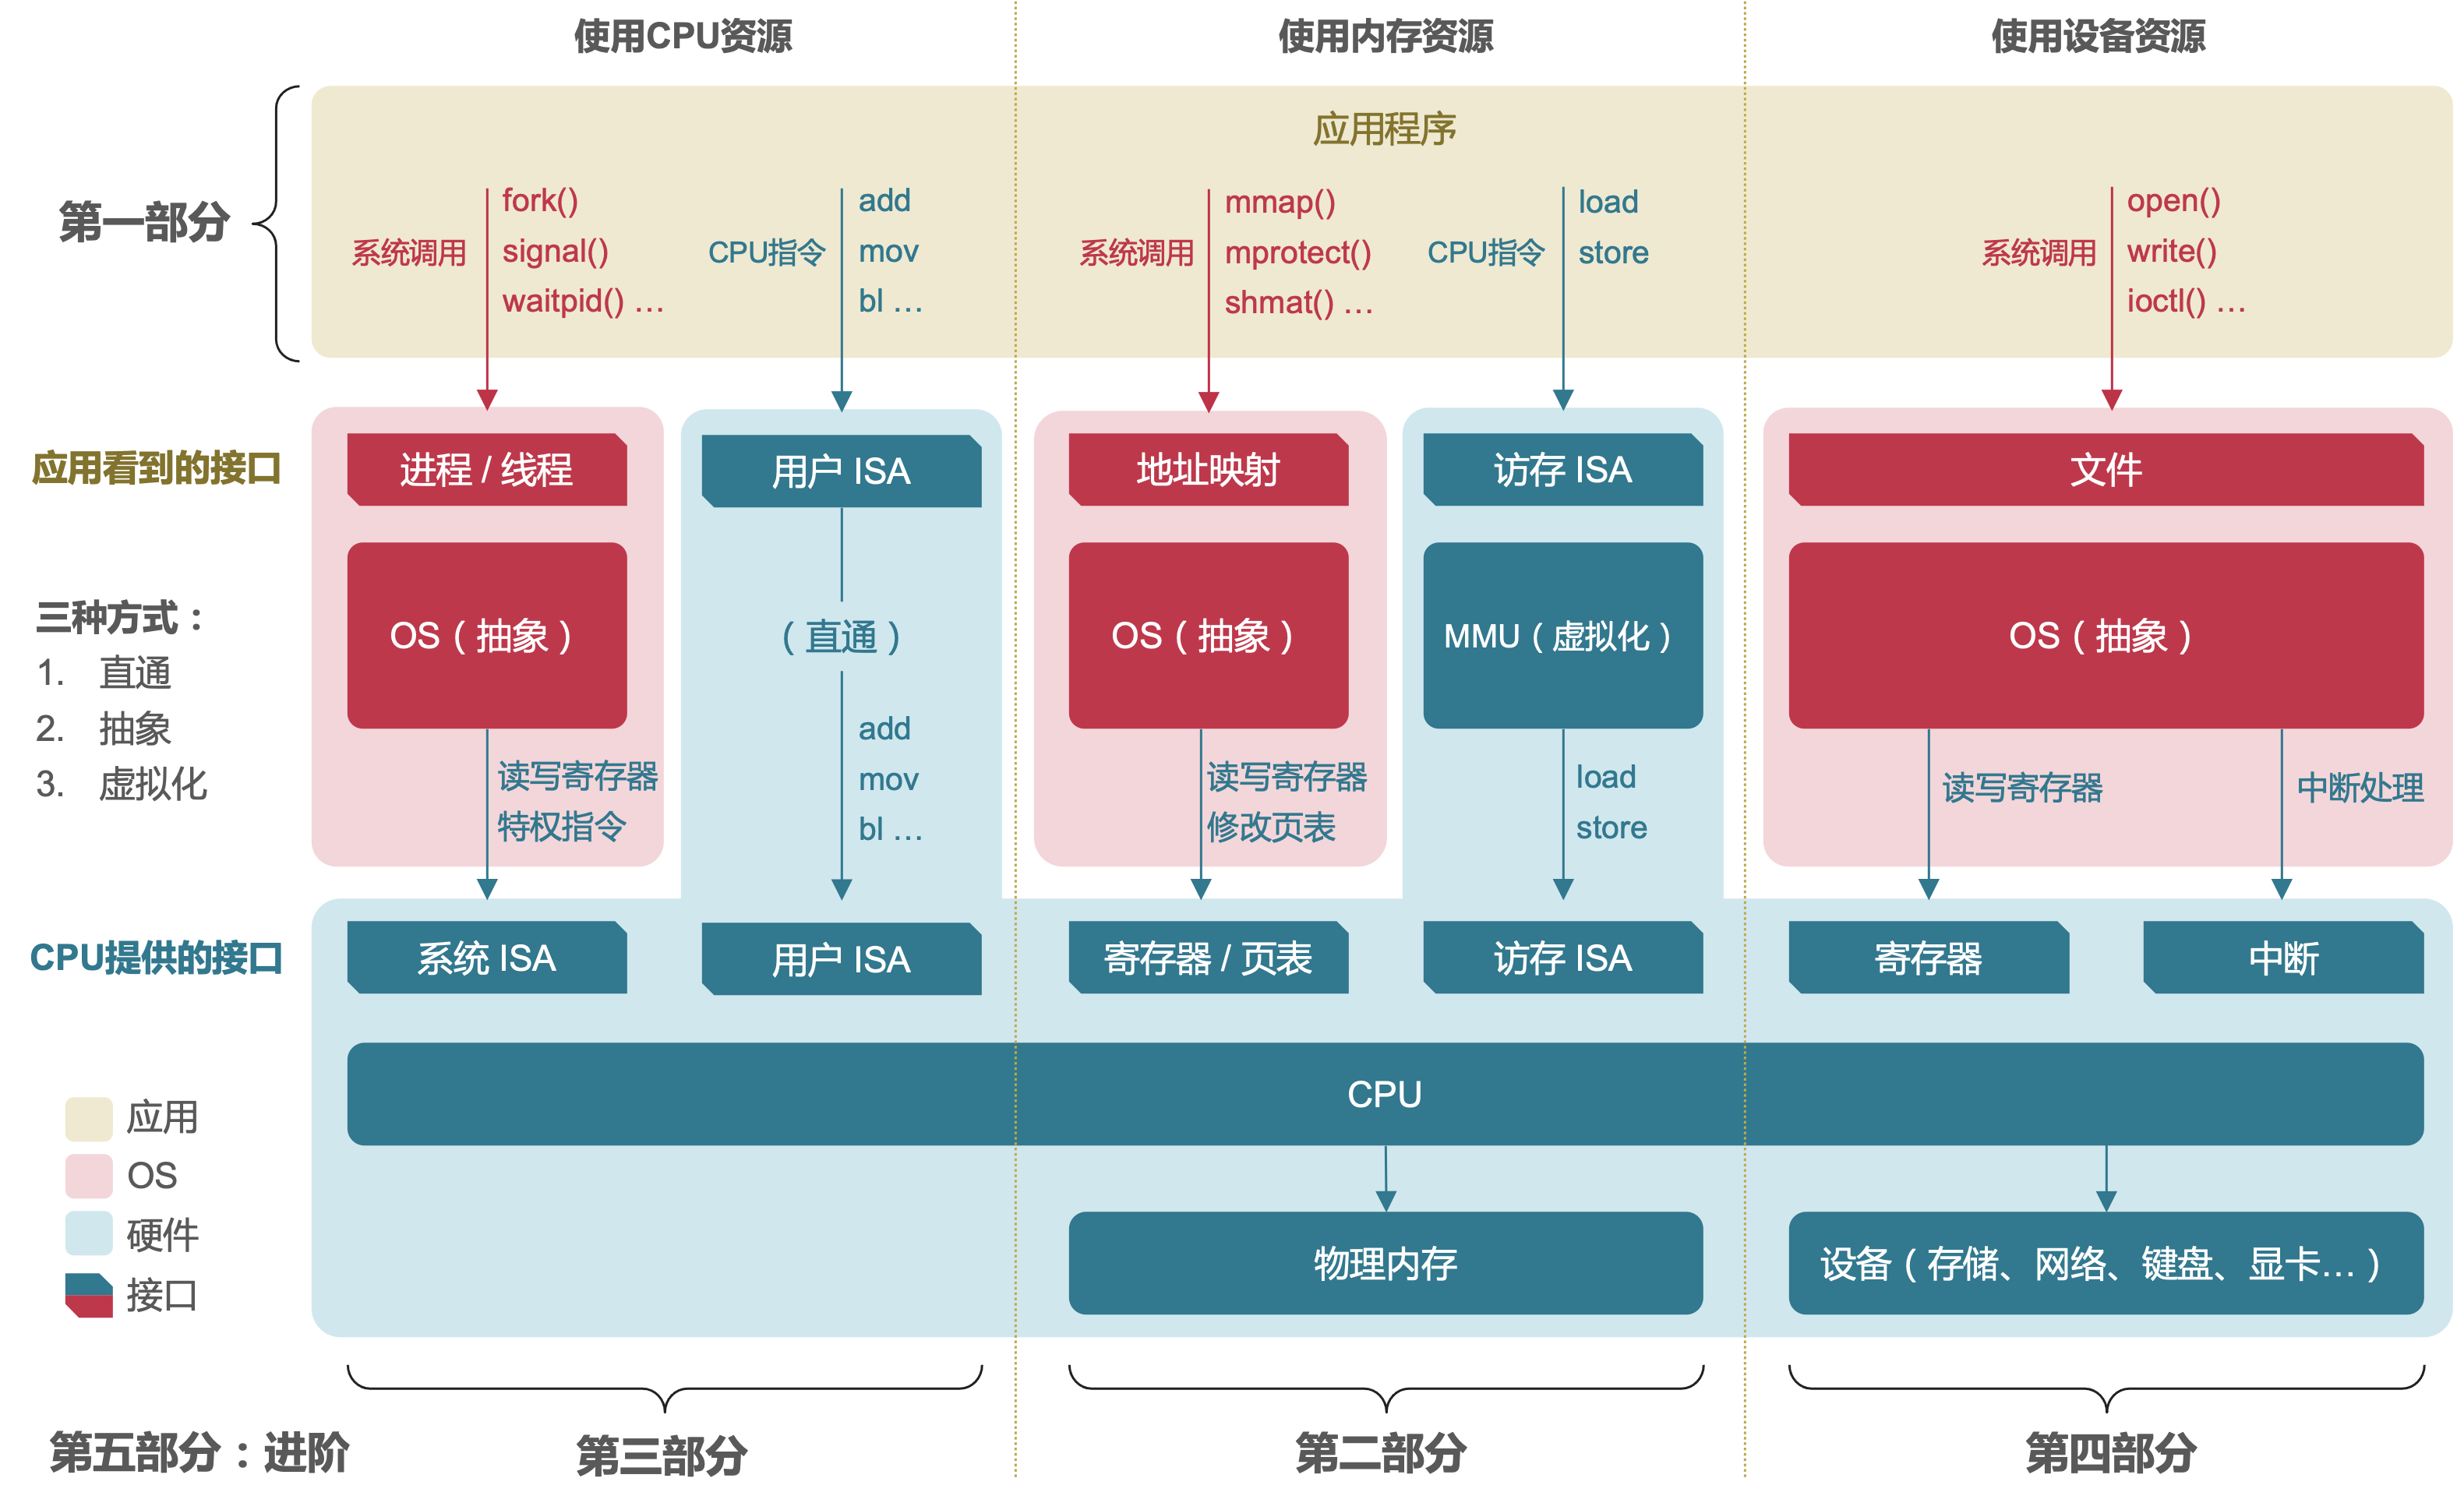 使用CPU资源
使用内存资源
使用设备资源
应用程序
第一部分
系统调用
fork()
signal()
waitpid() …
CPU指令
add
mov
bl …
系统调用
mmap()
mprotect()
shmat() …
CPU指令
load
store
系统调用
open()
write()
ioctl() …
应用看到的接口
进程 / 线程
用户 ISA
地址映射
访存 ISA
文件
三种方式：
1. 直通
2. 抽象
3. 虚拟化
OS（抽象）
（直通）
OS（抽象）
MMU（虚拟化）
OS（抽象）
读写寄存器
特权指令
add
mov
bl …
读写寄存器
修改页表
load
store
读写寄存器
中断处理
CPU提供的接口
系统 ISA
用户 ISA
寄存器 / 页表
访存 ISA
寄存器
中断
CPU
物理内存
设备（存储、网络、键盘、显卡…）
应用
OS
硬件
接口
第五部分：进阶
第三部分
第二部分
第四部分